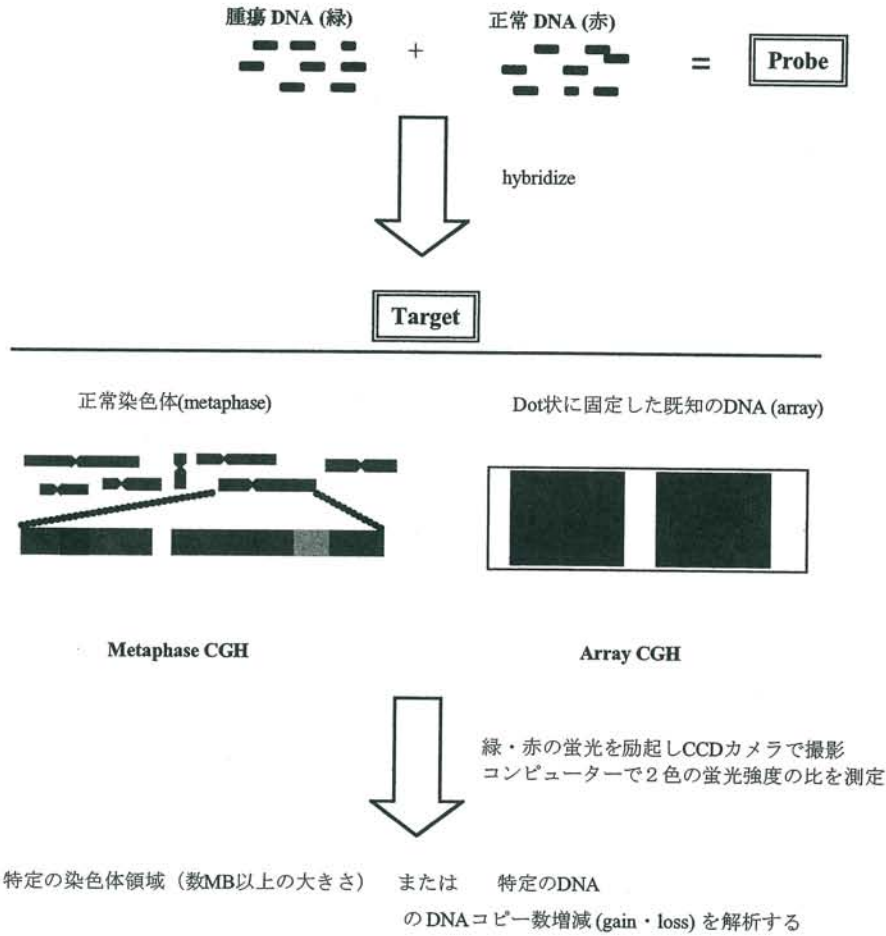 腫瘍 DNA (緑)
正常 DNA (赤)
+
=
Probe
hybridize
Target
正常染色体(metaphase)
Dot状に固定した既知のDNA (array)
Metaphase CGH
Array CGH
緑・赤の蛍光を励起しCCDカメラで撮影
コンピューターで２色の蛍光強度の比を測定
特定の染色体領域（数MB以上の大きさ） または 特定のDNA
のDNAコピー数増減 (gain・loss) を解析する